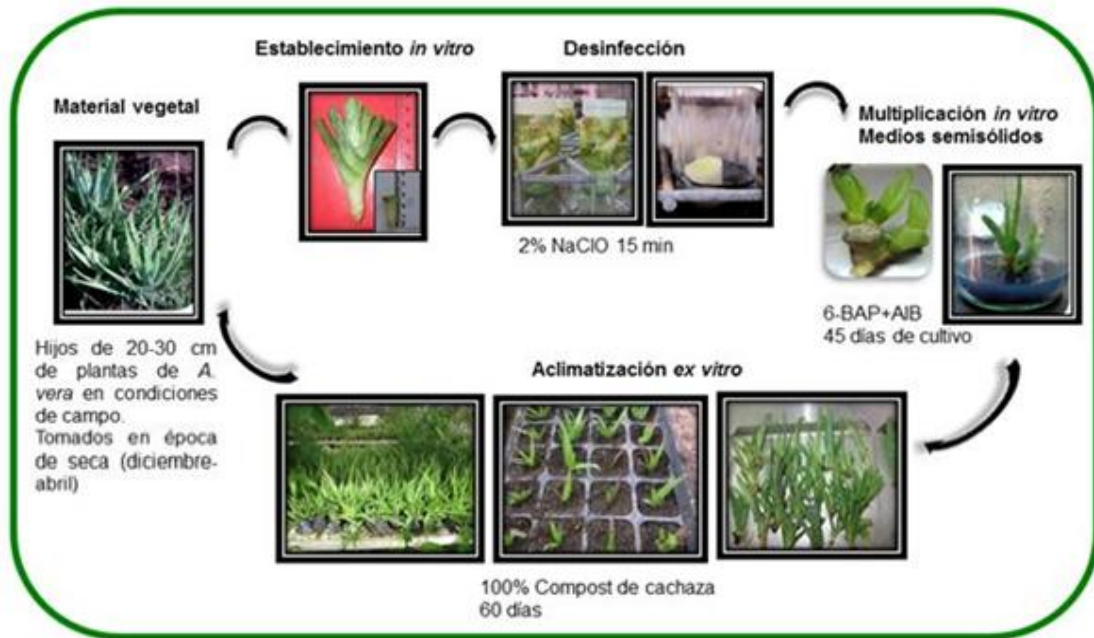 Material vegetal
Hijos de 20-30 cm
de plantas de A.
vera en condiciones
de campo.
Tomados en época
de seca (diciembre-
abril)
Establecimiento in vitro
Desinfección
2% NaClO 15 min
Multiplicación in vitro
Medios semisólidos
6-BAP+AIB
45 días de cultivo
Aclimatización ex vitro
100% Compost de cachaza
60 días